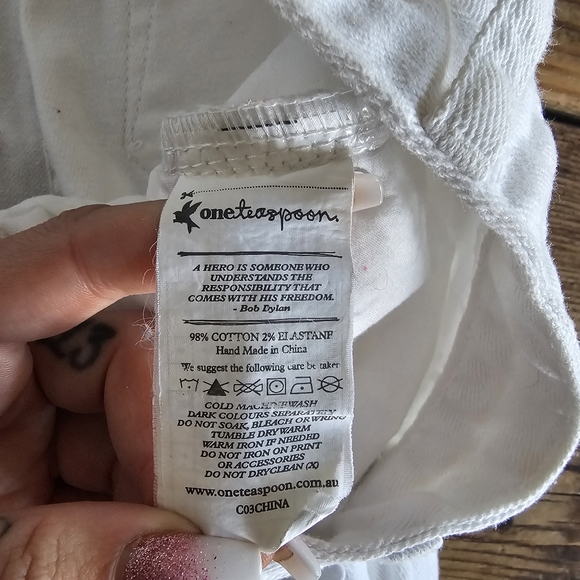 oneteaspoon.
A HERO IS SOMEONE WHO
UNDERSTANDS THE
RESPONSIBILITY THAT
COMES WITH HIS FREEDOM.
- Bob Dylan
98% COTTON 2% ELASTANE
Hand Made in China
We suggest the following care be taken
COLD MACHINE WASH
DARK COLOURS SEPARATELY
DO NOT SOAK, BLEACH OR WRING
TUMBLE DRY WARM
WARM IRON IF NEEDED
DO NOT IRON ON PRINT
OR ACCESSORIES
DO NOT DRYCLEAN (2X)
www.oneteaspoon.com.au
C03CHINA